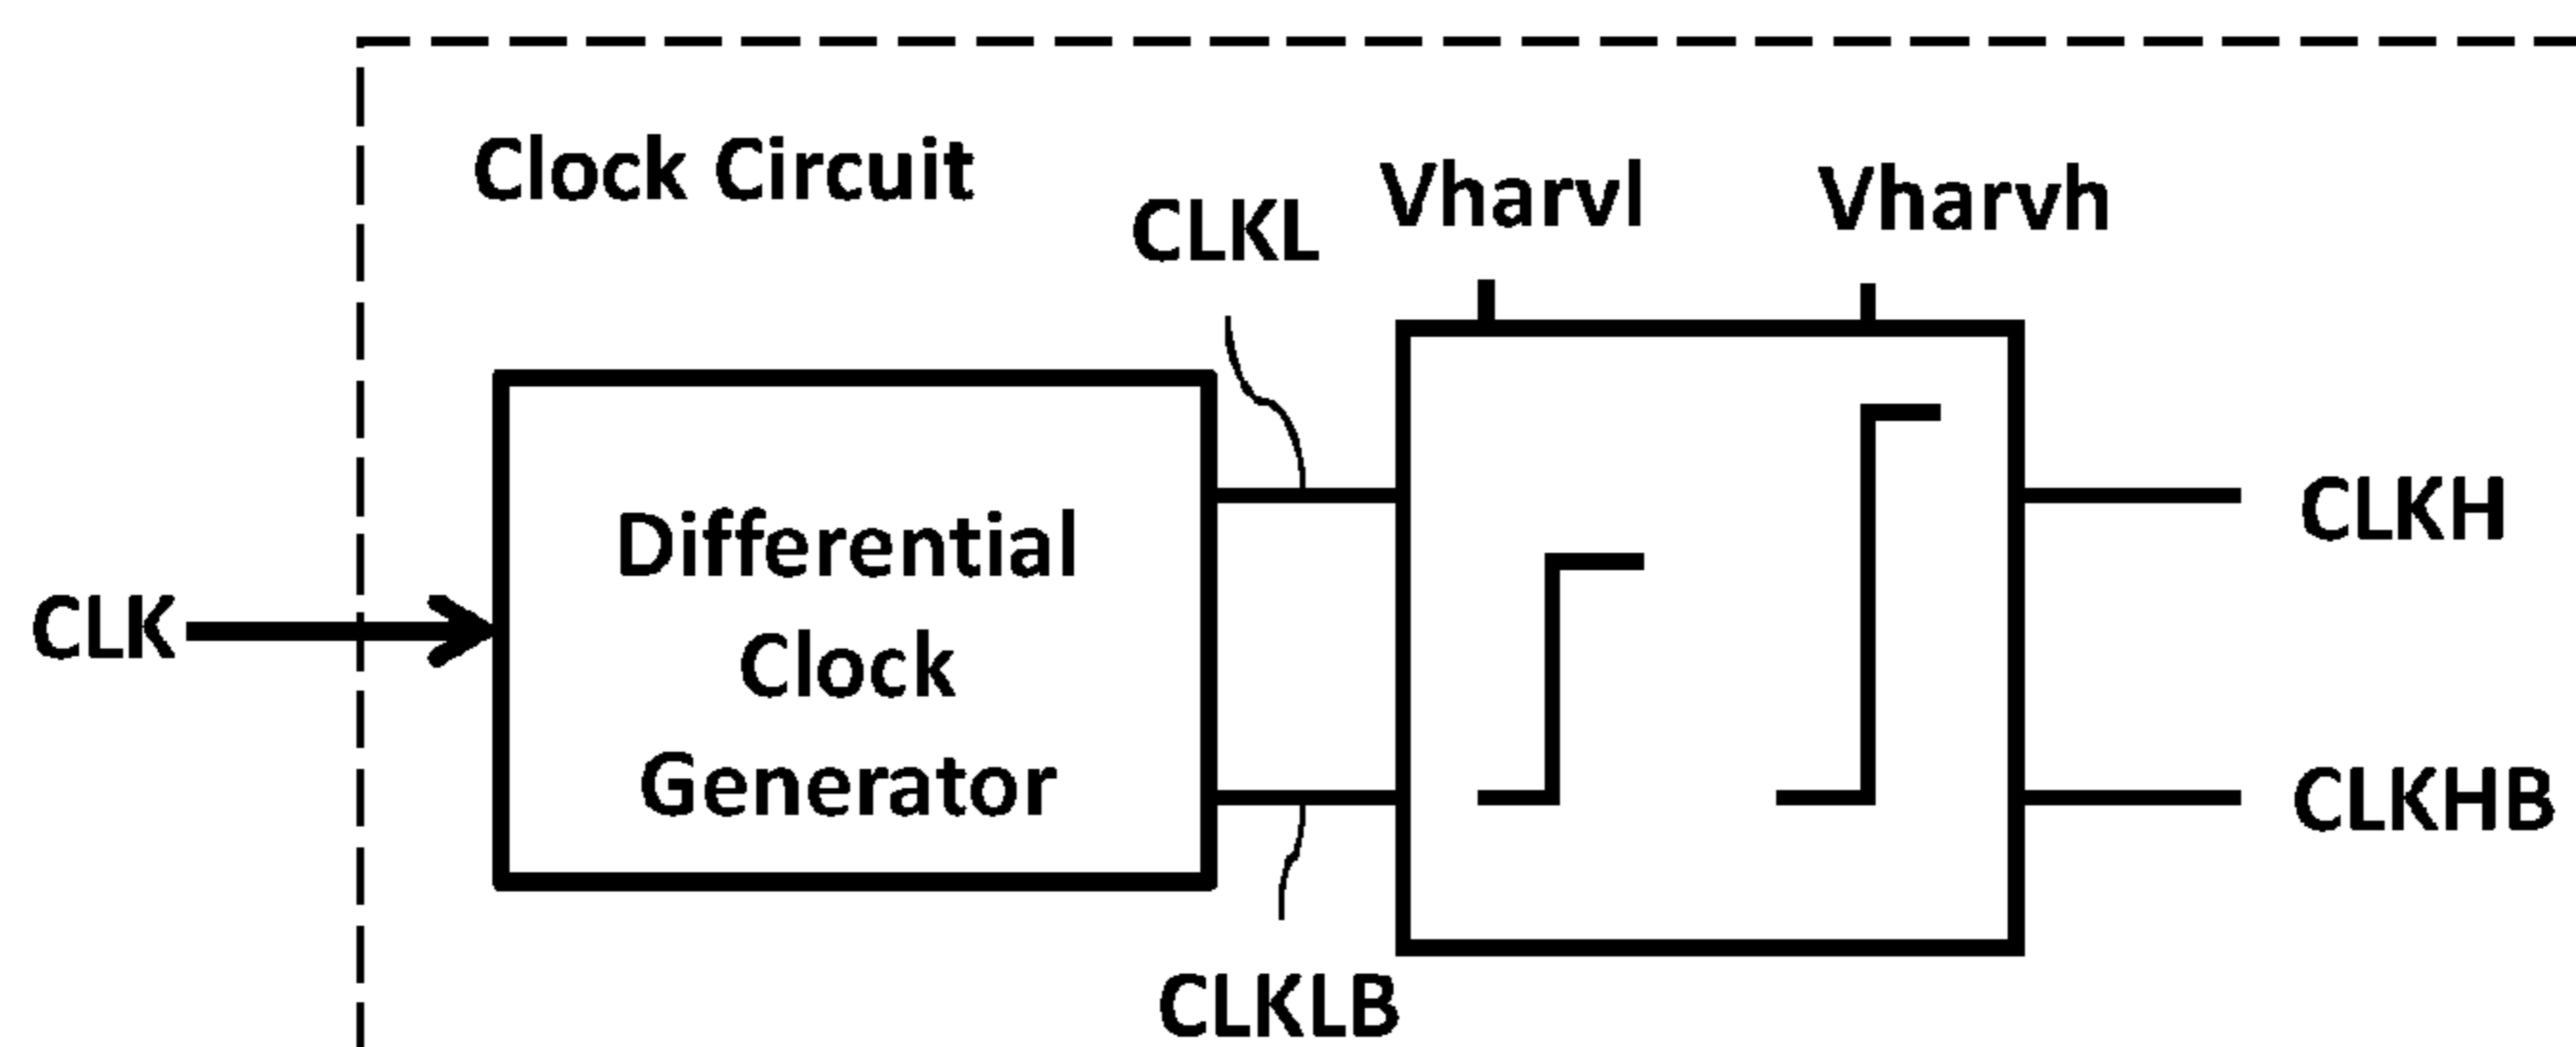 Clock Circuit
CLKL
Vharvl
Vharvh
CLK
Differential
Clock
Generator
CLKH
CLKHB
CLKLB